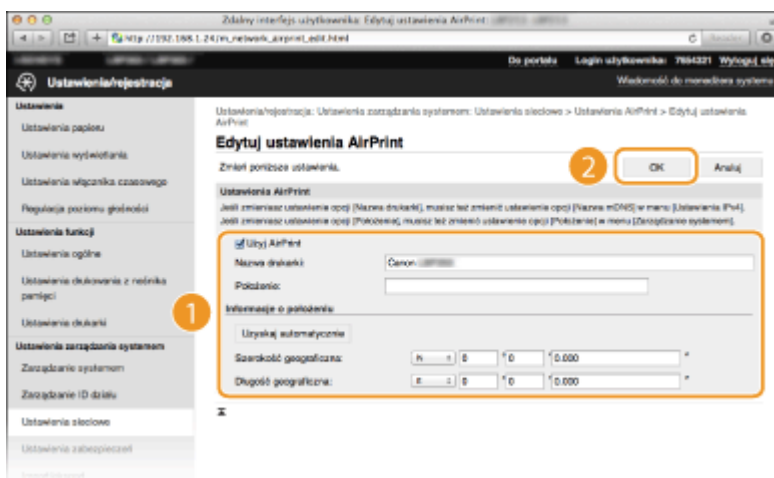 Zdalny interfejs użytkownika: Edytuj ustawienia AirPrint:
http://192.168.1.24/m_network_airprint_edit.html
Reader
Do portalu Login użytkownika: 7654321 Wyloguj się
Ustawienia/rejestracja
Wiadomość do menedżera systemu
Ustawienia
Ustawienia papieru
Ustawienia wyświetlania
Ustawienia włącznika czasowego
Regulacja poziomu głośności
Ustawienia funkcji
Ustawienia ogólne
Ustawienia drukowania z nośnika pamięci
Ustawienia drukarki
Ustawienia zarządzania systemem
Zarządzanie systemem
Zarządzanie ID działu
Ustawienia sieciowe
Ustawienia zabezpieczeń
Ustawienia/rejestracja: Ustawienia zarządzania systemem: Ustawienia sieciowe > Ustawienia AirPrint > Edytuj ustawienia
AirPrint
Edytuj ustawienia AirPrint
Zmień poniższe ustawienia.
2
OK
Anuluj
Ustawienia AirPrint
Jeśli zmieniasz ustawienie opcji [Nazwa drukarki], musisz też zmienić ustawienie opcji [Nazwa mDNS] w menu [Ustawienia IPv4].
Jeśli zmieniasz ustawienie opcji [Położenie], musisz też zmienić ustawienie opcji [Położenie] w menu [Zarządzanie systemem].
1
Użyj AirPrint
Nazwa drukarki: Canon
Położenie:
Informacje o położeniu
Uzyskaj automatycznie
Szerokość geograficzna: N 0 ° 0 ' 0.000 "
Długość geograficzna: E 0 ° 0 ' 0.000 "